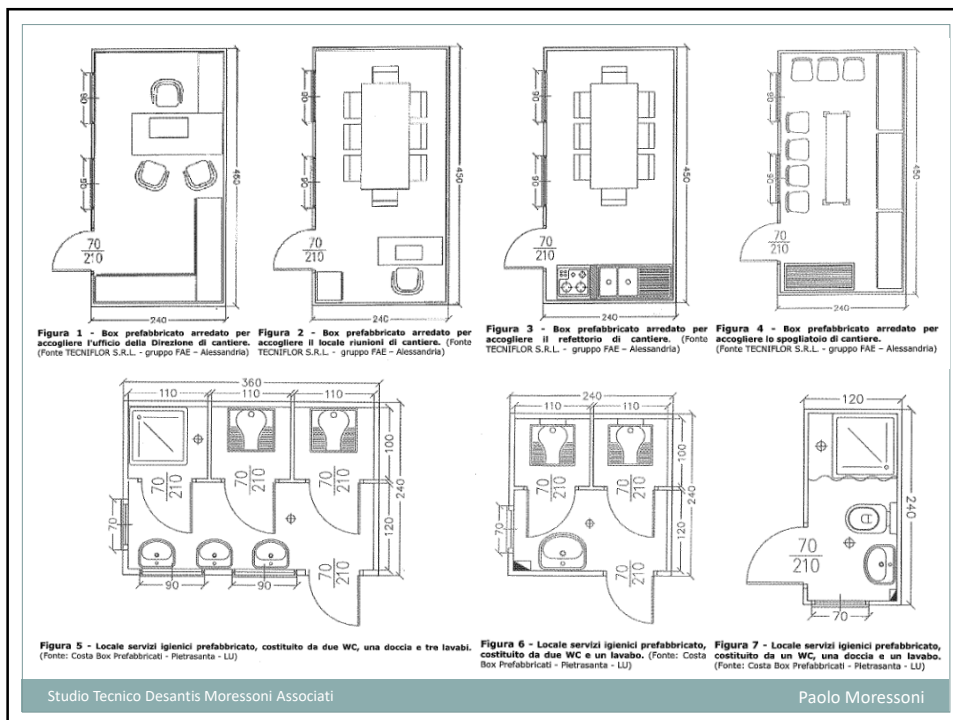 90
90
70
210
450
240
Figura 1 - Box prefabbricato arredato per
accogliere l'ufficio della Direzione di cantiere.
(Fonte TECNIFLOR S.R.L. - gruppo FAE – Alessandria)
90
90
70
210
450
240
Figura 2 - Box prefabbricato arredato per
accogliere il locale riunioni di cantiere. (Fonte
TECNIFLOR S.R.L. - gruppo FAE – Alessandria)
90
90
70
210
450
240
Figura 3 - Box prefabbricato arredato per
accogliere il refettorio di cantiere. (Fonte
TECNIFLOR S.R.L. - gruppo FAE – Alessandria)
90
90
70
210
450
240
Figura 4 - Box prefabbricato arredato per
accogliere lo spogliatoio di cantiere.
(Fonte TECNIFLOR S.R.L. - gruppo FAE – Alessandria)
360
110 110 110
100
240
120
70
210
70
210
70
210
70
70
210
90 90
Figura 5 - Locale servizi igienici prefabbricato, costituito da due WC, una doccia e tre lavabi.
(Fonte: Costa Box Prefabbricati - Pietrasanta - LU)
240
110 110
100
240
120
70
210
70
210
70
70
210
Figura 6 - Locale servizi igienici prefabbricato,
costituito da due WC e un lavabo. (Fonte: Costa
Box Prefabbricati - Pietrasanta - LU)
120
240
70
210
70
Figura 7 - Locale servizi igienici prefabbricato,
costituito da un WC, una doccia e un lavabo.
(Fonte: Costa Box Prefabbricati - Pietrasanta - LU)
Studio Tecnico Desantis Moressoni Associati
Paolo Moressoni